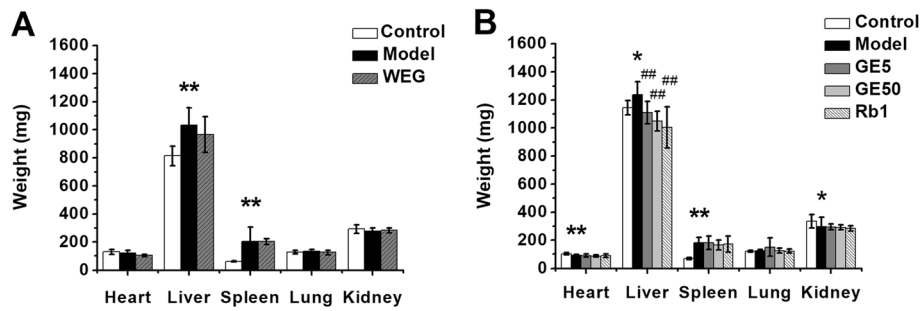 A
Control
Model
WEG
Weight (mg)
1600
1400
1200
1000
800
600
400
200
0
**
**
Heart Liver Spleen Lung Kidney
B
Control
Model
GE5
GE50
Rb1
Weight (mg)
1600
1400
1200
1000
800
600
400
200
0
*
##
##
##
**
**
*
Heart Liver Spleen Lung Kidney